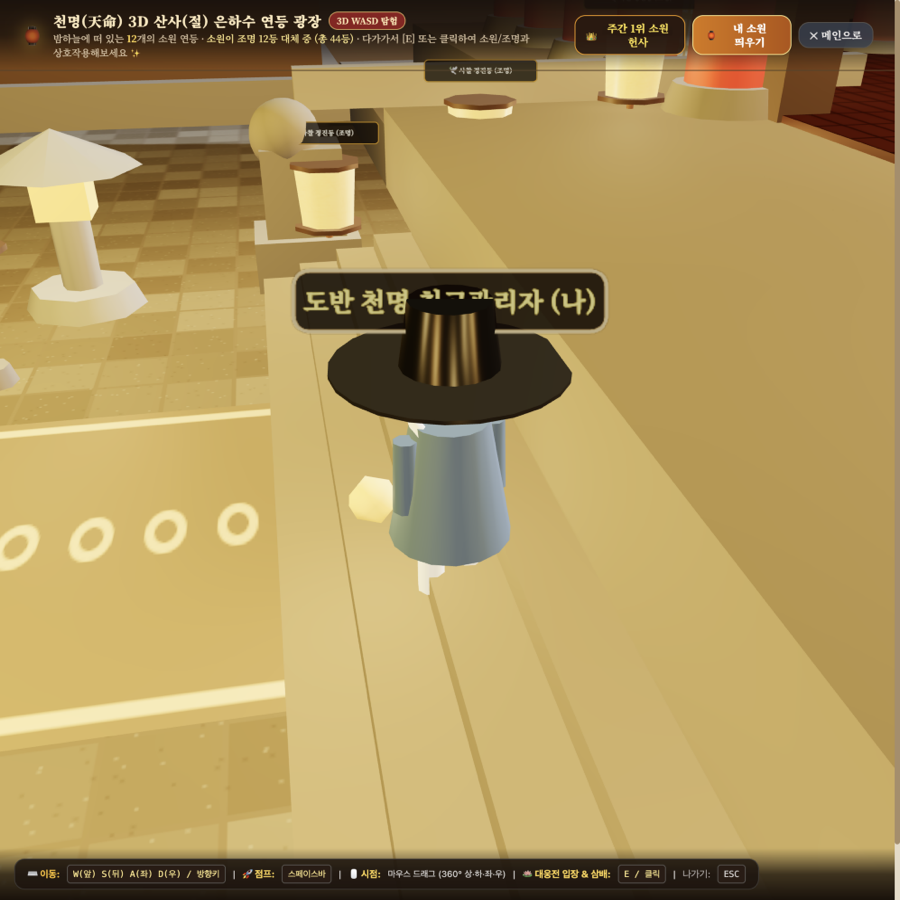 천명(天命) 3D 산사(절) 은하수 연등 광장
3D WASD 탐험
밤하늘에 떠 있는 12개의 소원 연등 · 소원이 조명 12등 대체 중 (총 44등) · 다가가서 [E] 또는 클릭하여 소원/조명과
상호작용해보세요 ✨
주간 1위 소원
헌사
내 소원
띄우기
✕ 메인으로
사찰 정진등 (조명)
정진등 (조명)
도반 천명 리자 (나)
이동: W(앞) S(뒤) A(좌) D(우) / 방향키 | 점프: 스페이스바 | 시점: 마우스 드래그 (360° 상·하·좌·우) | 대웅전 입장 & 삼배: E / 클릭 | 나가기: ESC